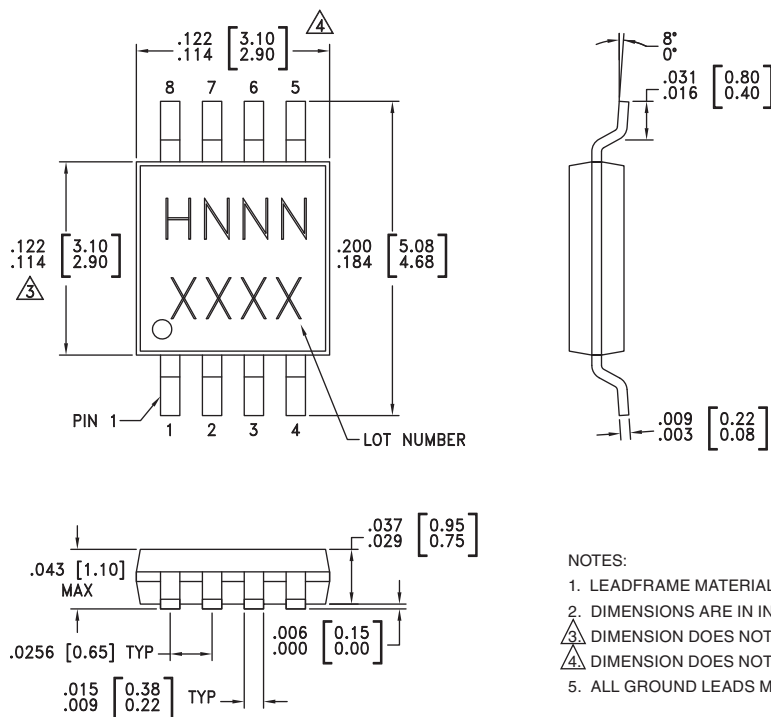 4
.122 [3.10]
.114 [2.90]
8 7 6 5
.122 [3.10]
.114 [2.90]
3
HNNN
XXXX
.200 [5.08]
.184 [4.68]
PIN 1
1 2 3 4
LOT NUMBER
8°
0°
.031 [0.80]
.016 [0.40]
.009 [0.22]
.003 [0.08]
.043 [1.10]
MAX
.037 [0.95]
.029 [0.75]
.0256 [0.65] TYP
.006 [0.15]
.000 [0.00]
.015 [0.38]
.009 [0.22]
TYP
NOTES:
1. LEADFRAME MATERIAL
2. DIMENSIONS ARE IN IN
3. DIMENSION DOES NOT
4. DIMENSION DOES NOT
5. ALL GROUND LEADS M